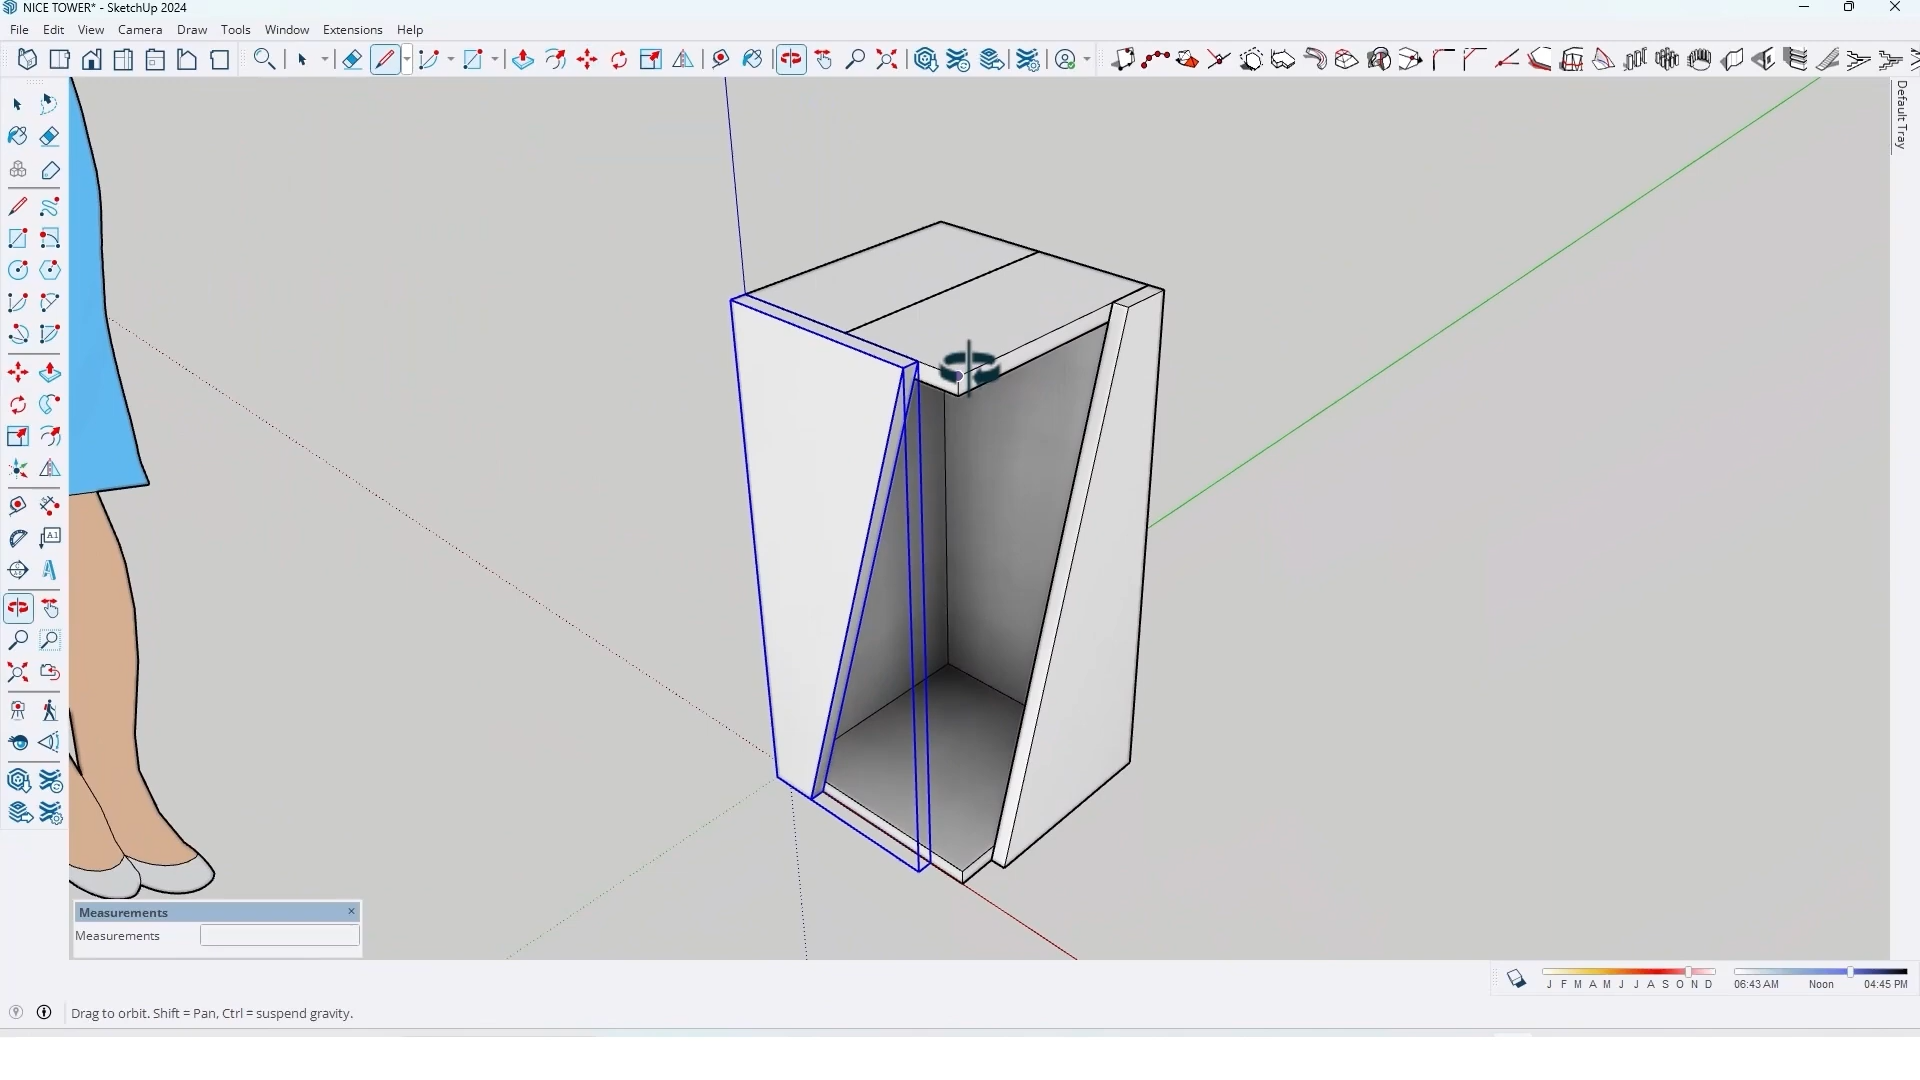 NICE TOWER* - SketchUp 2024
File Edit View Camera Draw Tools Window Extensions Help
Default Tray
A1
Measurements
Measurements
J F M A M J J A S O N D
06:43 AM Noon 04:45 PM
Drag to orbit. Shift = Pan, Ctrl = suspend gravity.